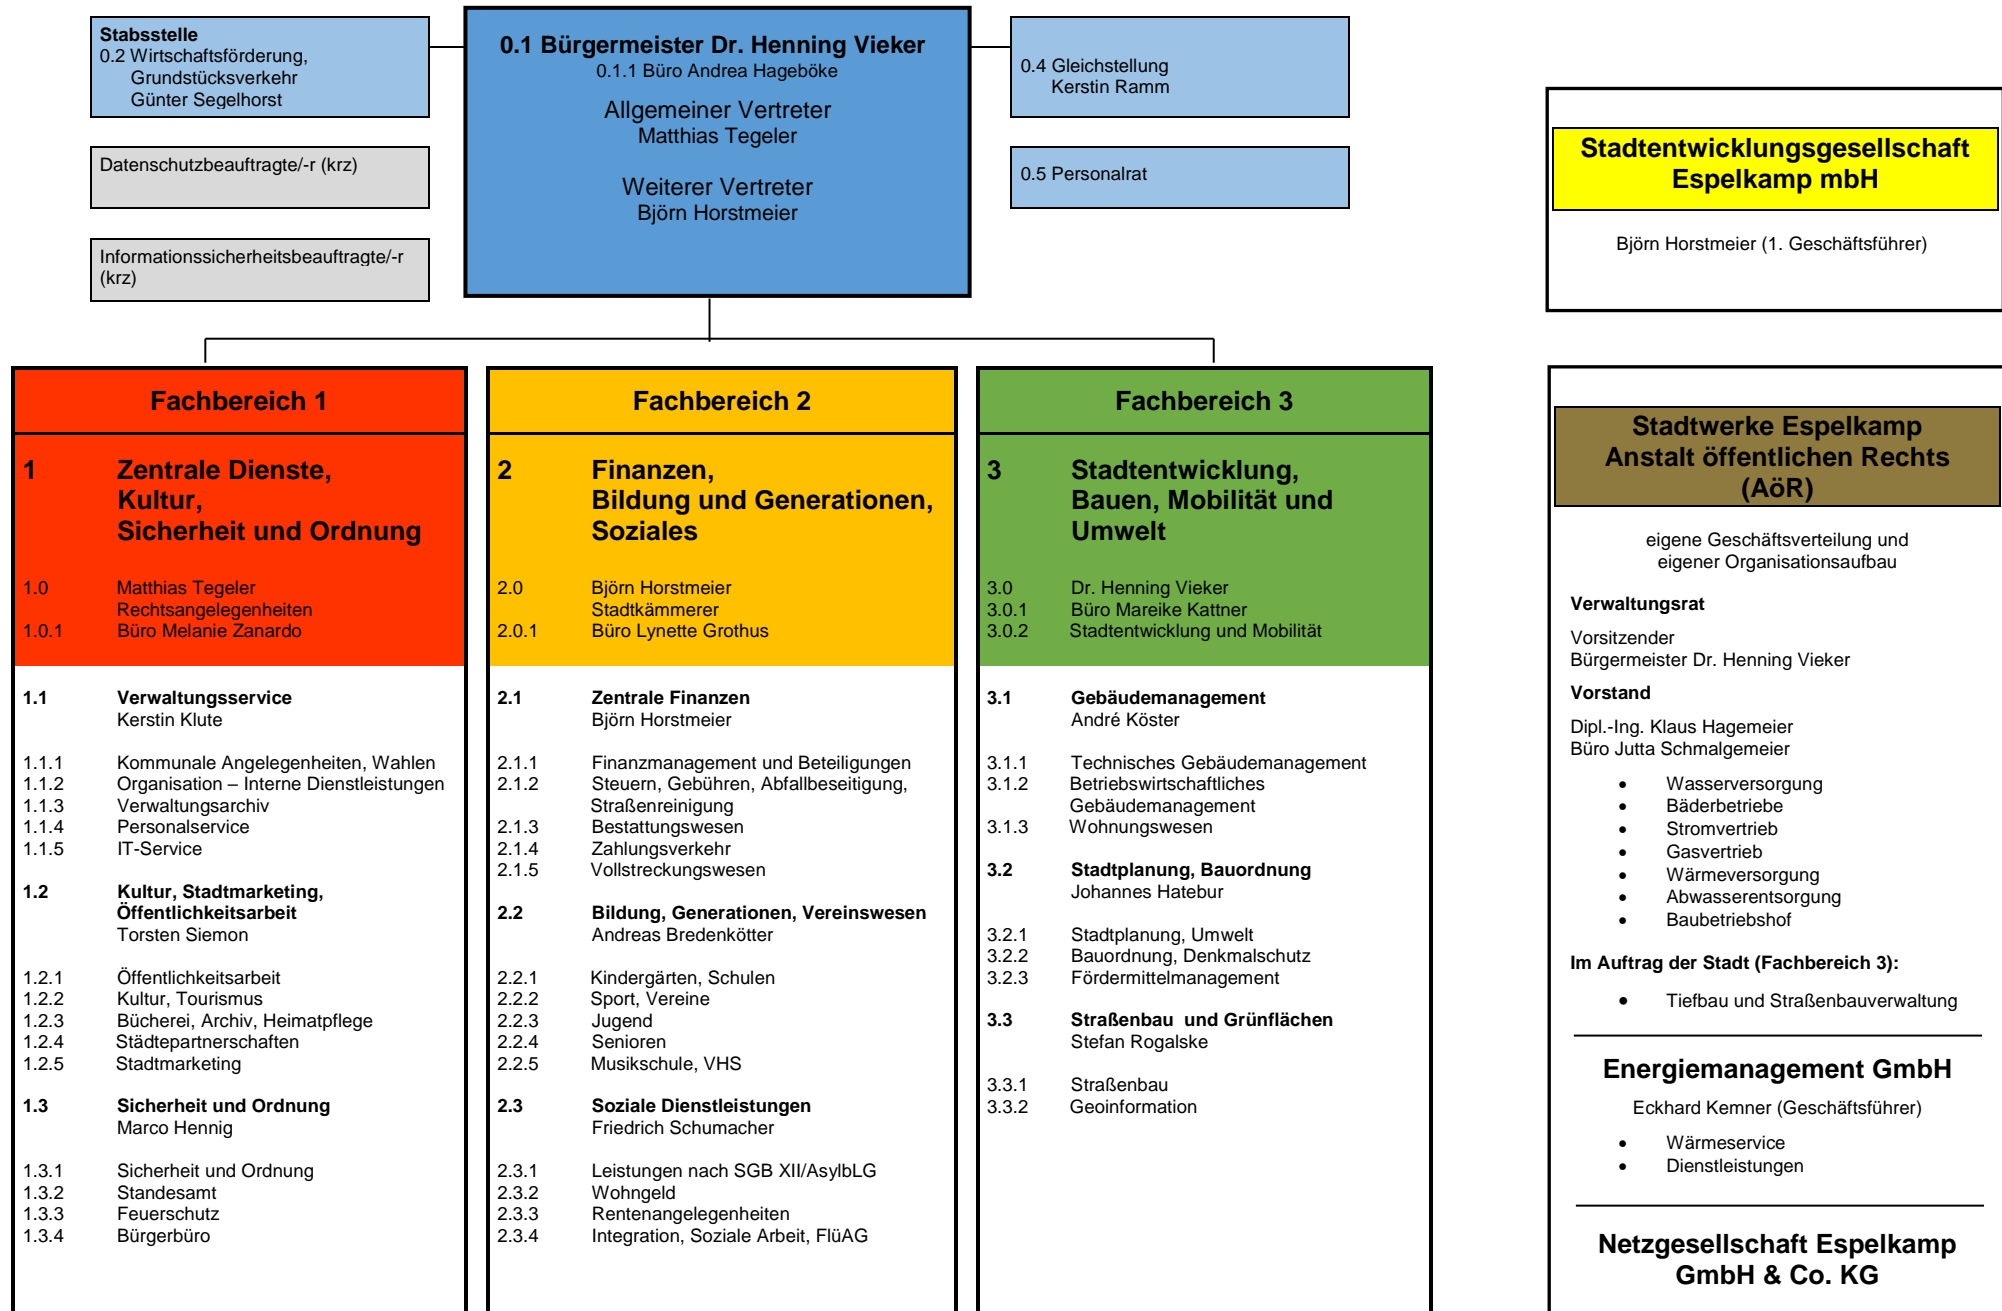 Stabsstelle
0.2 Wirtschaftsförderung,
Grundstücksverkehr
Günter Segelhorst
Datenschutzbeauftragte/-r (krz)
Informationssicherheitsbeauftragte/-r
(krz)
0.1 Bürgermeister Dr. Henning Vieker
0.1.1 Büro Andrea Hageböke
Allgemeiner Vertreter
Matthias Tegeler
Weiterer Vertreter
Björn Horstmeier
0.4 Gleichstellung
Kerstin Ramm
0.5 Personalrat
Fachbereich 1
1 Zentrale Dienste,
Kultur,
Sicherheit und Ordnung
1.0 Matthias Tegeler
Rechtsangelegenheiten
1.0.1 Büro Melanie Zanardo
1.1 Verwaltungsservice
Kerstin Klute
1.1.1 Kommunale Angelegenheiten, Wahlen
1.1.2 Organisation – Interne Dienstleistungen
1.1.3 Verwaltungsarchiv
1.1.4 Personalservice
1.1.5 IT-Service
1.2 Kultur, Stadtmarketing,
Öffentlichkeitsarbeit
Torsten Siemon
1.2.1 Öffentlichkeitsarbeit
1.2.2 Kultur, Tourismus
1.2.3 Bücherei, Archiv, Heimatpflege
1.2.4 Städtepartnerschaften
1.2.5 Stadtmarketing
1.3 Sicherheit und Ordnung
Marco Hennig
1.3.1 Sicherheit und Ordnung
1.3.2 Standesamt
1.3.3 Feuerschutz
1.3.4 Bürgerbüro
Fachbereich 2
2 Finanzen,
Bildung und Generationen,
Soziales
2.0 Björn Horstmeier
Stadtkämmerer
2.0.1 Büro Lynette Grothus
2.1 Zentrale Finanzen
Björn Horstmeier
2.1.1 Finanzmanagement und Beteiligungen
2.1.2 Steuern, Gebühren, Abfallbeseitigung,
Straßenreinigung
2.1.3 Bestattungswesen
2.1.4 Zahlungsverkehr
2.1.5 Vollstreckungswesen
2.2 Bildung, Generationen, Vereinswesen
Andreas Bredenkötter
2.2.1 Kindergärten, Schulen
2.2.2 Sport, Vereine
2.2.3 Jugend
2.2.4 Senioren
2.2.5 Musikschule, VHS
2.3 Soziale Dienstleistungen
Friedrich Schumacher
2.3.1 Leistungen nach SGB XII/AsylbLG
2.3.2 Wohngeld
2.3.3 Rentenangelegenheiten
2.3.4 Integration, Soziale Arbeit, FlüAG
Fachbereich 3
3 Stadtentwicklung,
Bauen, Mobilität und
Umwelt
3.0 Dr. Henning Vieker
3.0.1 Büro Mareike Kattner
3.0.2 Stadtentwicklung und Mobilität
3.1 Gebäudemanagement
André Köster
3.1.1 Technisches Gebäudemanagement
3.1.2 Betriebswirtschaftliches
Gebäudemanagement
3.1.3 Wohnungswesen
3.2 Stadtplanung, Bauordnung
Johannes Hatebur
3.2.1 Stadtplanung, Umwelt
3.2.2 Bauordnung, Denkmalschutz
3.2.3 Fördermittelmanagement
3.3 Straßenbau und Grünflächen
Stefan Rogalske
3.3.1 Straßenbau
3.3.2 Geoinformation
Stadtentwicklungsgesellschaft
Espelkamp mbH
Björn Horstmeier (1. Geschäftsführer)
Stadtwerke Espelkamp
Anstalt öffentlichen Rechts
(AöR)
eigene Geschäftsverteilung und
eigener Organisationsaufbau
Verwaltungsrat
Vorsitzender
Bürgermeister Dr. Henning Vieker
Vorstand
Dipl.-Ing. Klaus Hagemeier
Büro Jutta Schmalgemeier
• Wasserversorgung
• Bäderbetriebe
• Stromvertrieb
• Gasvertrieb
• Wärmeversorgung
• Abwasserentsorgung
• Baubetriebshof
Im Auftrag der Stadt (Fachbereich 3):
• Tiefbau und Straßenbauverwaltung
Energiemanagement GmbH
Eckhard Kemner (Geschäftsführer)
• Wärmeservice
• Dienstleistungen
Netzgesellschaft Espelkamp
GmbH & Co. KG